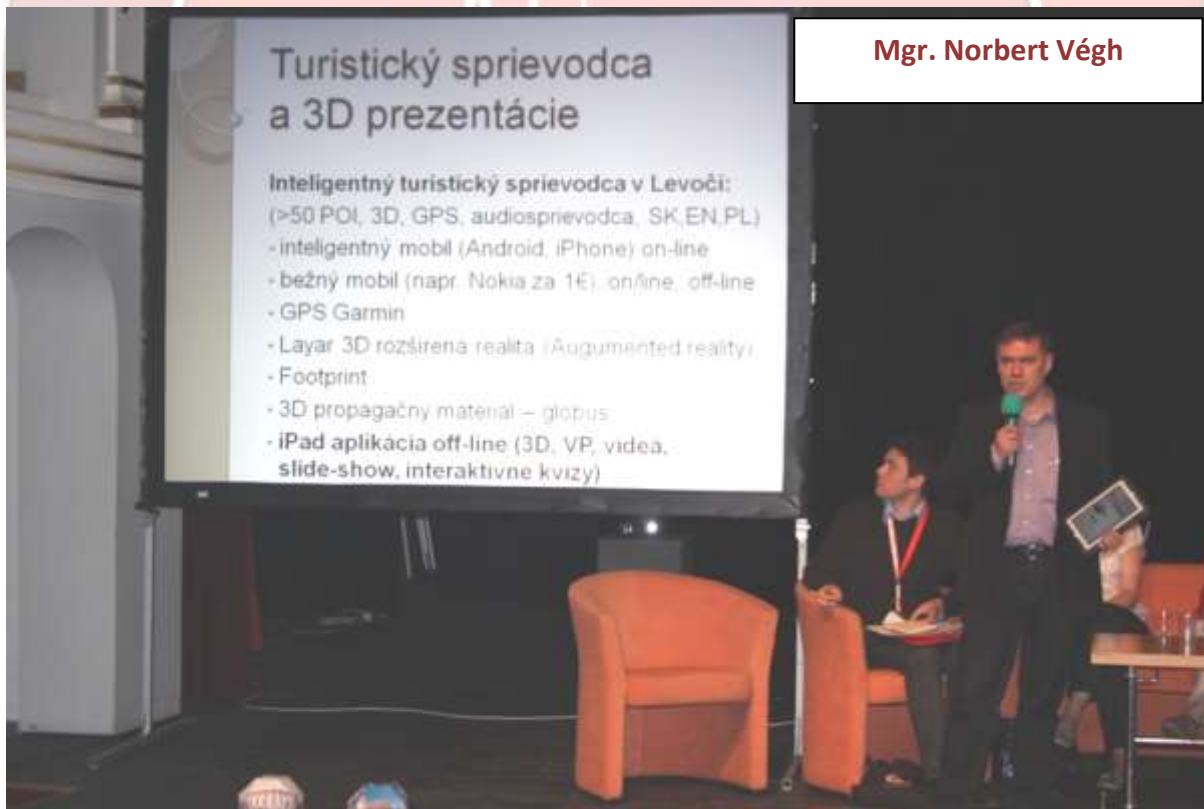 Mgr. Norbert Végh
Turistický sprievodca
a 3D prezentácie
Inteligentný turistický sprievodca v Levoči:
(>50 POI, 3D, GPS, audiosprievodca, SK,EN,PL)
- inteligentný mobil (Android, iPhone) on-line
- bežný mobil (napr. Nokia za 1€), on/line, off-line
- GPS Garmin
- Layar 3D rozšírená realita (Augumented reality)
- Footprint
- 3D propagačný materiál – glóbus
- iPad aplikácia off-line (3D, VP, videá,
slide-show, interaktívne kvízy)